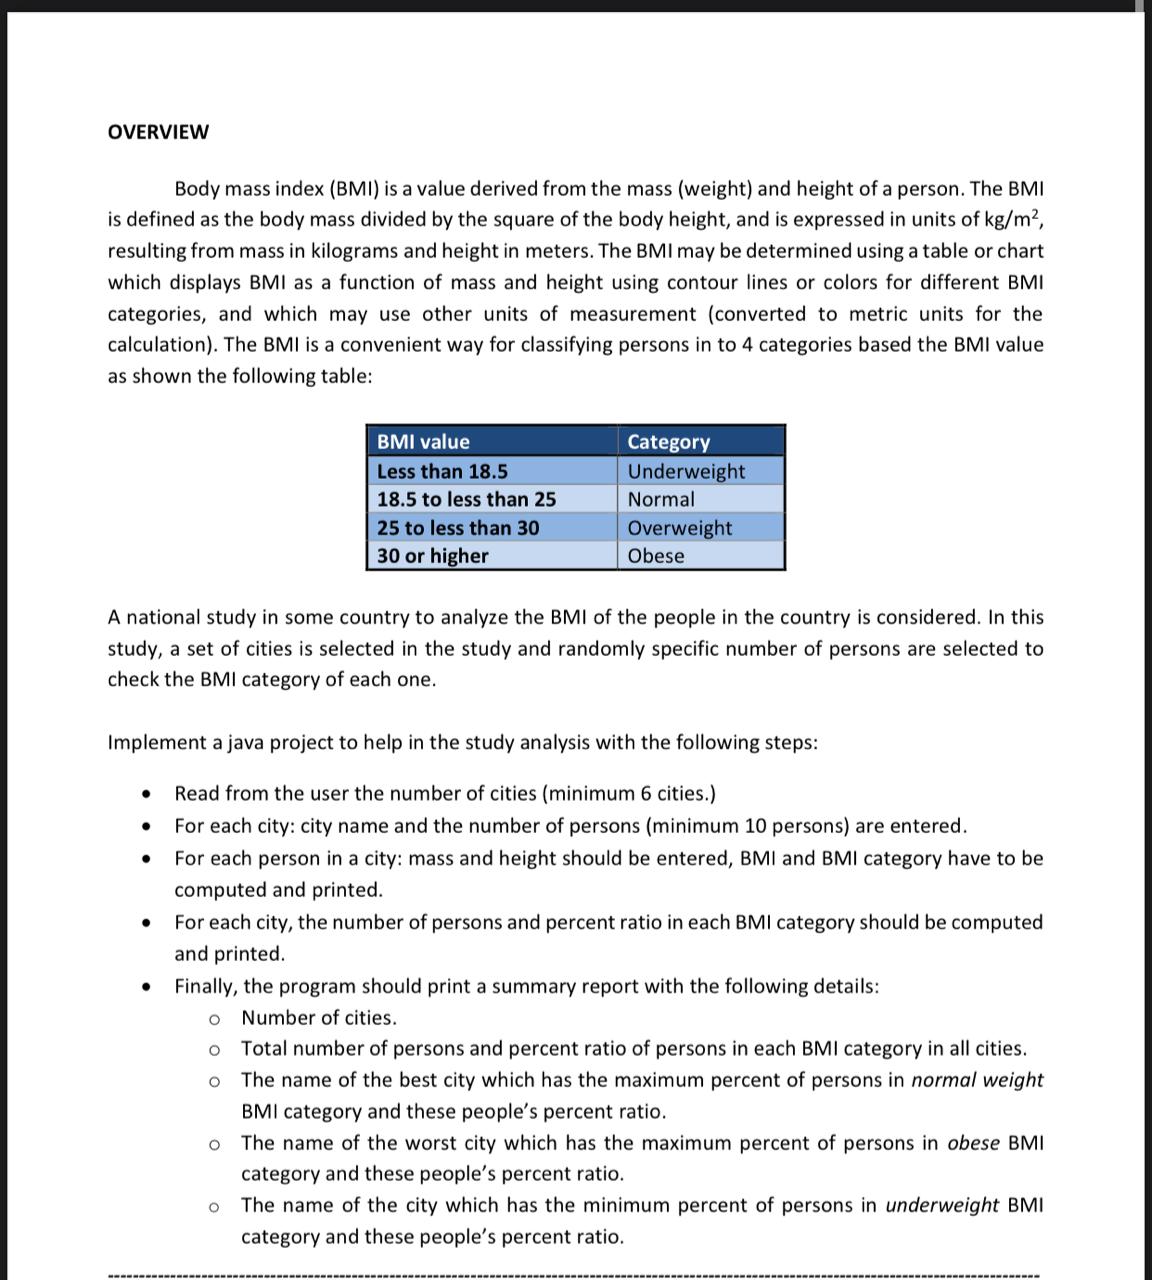 OVERVIEW
Body mass index (BMI) is a value derived from the mass (weight) and height of a person. The BMI
is defined as the body mass divided by the square of the body height, and is expressed in units of kg/m²,
resulting from mass in kilograms and height in meters. The BMI may be determined using a table or chart
which displays BMI as a function of mass and height using contour lines or colors for different BMI
categories, and which may use other units of measurement (converted to metric units for the
calculation). The BMI is a convenient way for classifying persons in to 4 categories based the BMI value
as shown the following table:
BMI value Category
Less than 18.5 Underweight
18.5 to less than 25 Normal
25 to less than 30 Overweight
30 or higher Obese
A national study in some country to analyze the BMI of the people in the country is considered. In this
study, a set of cities is selected in the study and randomly specific number of persons are selected to
check the BMI category of each one.
Implement a java project to help in the study analysis with the following steps:
• Read from the user the number of cities (minimum 6 cities.)
• For each city: city name and the number of persons (minimum 10 persons) are entered.
• For each person in a city: mass and height should be entered, BMI and BMI category have to be
computed and printed.
• For each city, the number of persons and percent ratio in each BMI category should be computed
and printed.
• Finally, the program should print a summary report with the following details:
o Number of cities.
o Total number of persons and percent ratio of persons in each BMI category in all cities.
o The name of the best city which has the maximum percent of persons in normal weight
BMI category and these people's percent ratio.
o The name of the worst city which has the maximum percent of persons in obese BMI
category and these people's percent ratio.
o The name of the city which has the minimum percent of persons in underweight BMI
category and these people's percent ratio.